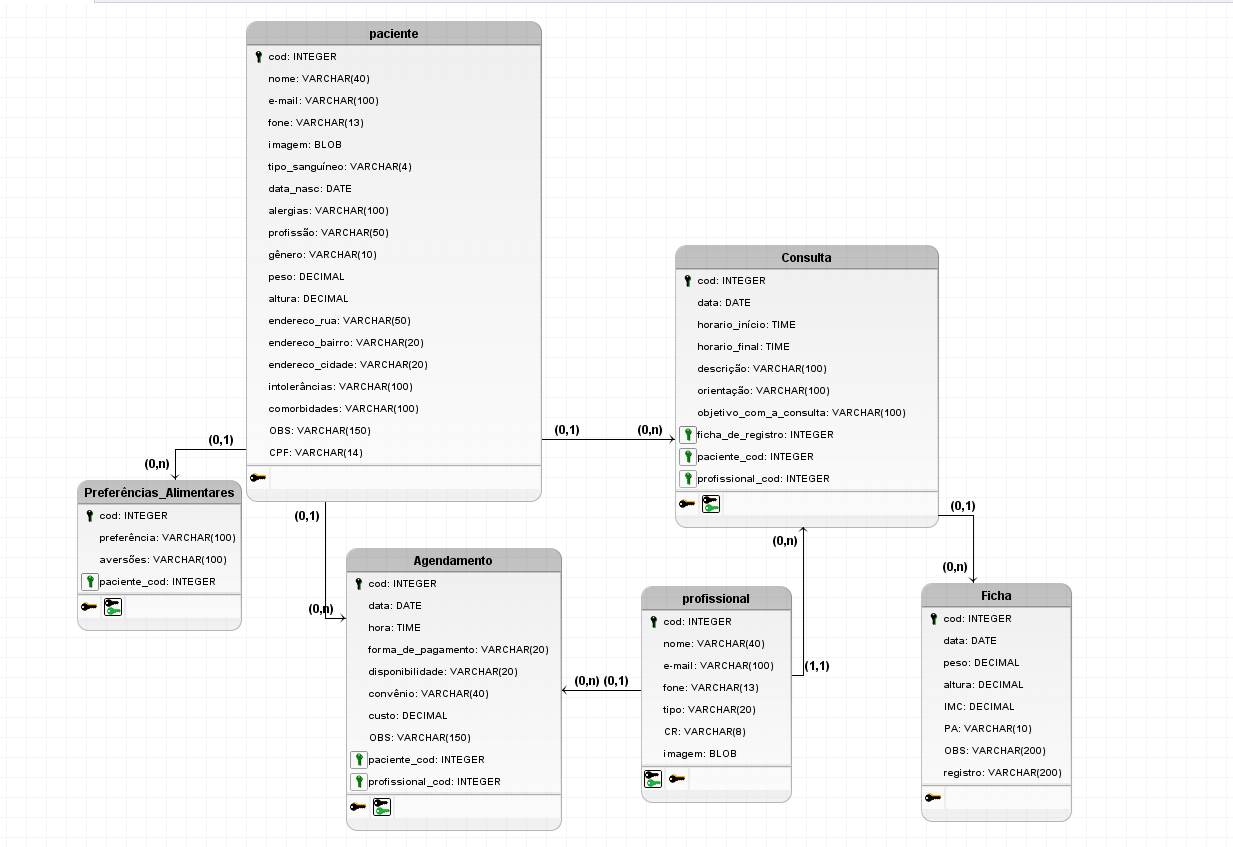 paciente
cod: INTEGER
nome: VARCHAR(40)
e-mail: VARCHAR(100)
fone: VARCHAR(13)
imagem: BLOB
tipo_sanguíneo: VARCHAR(4)
data_nasc: DATE
alergias: VARCHAR(100)
profissão: VARCHAR(50)
gênero: VARCHAR(10)
peso: DECIMAL
altura: DECIMAL
endereco_rua: VARCHAR(50)
endereco_bairro: VARCHAR(20)
endereco_cidade: VARCHAR(20)
intolerâncias: VARCHAR(100)
comorbidades: VARCHAR(100)
OBS: VARCHAR(150)
CPF: VARCHAR(14)
Consulta
cod: INTEGER
data: DATE
horario_início: TIME
horario_final: TIME
descrição: VARCHAR(100)
orientação: VARCHAR(100)
objetivo_com_a_consulta: VARCHAR(100)
ficha_de_registro: INTEGER
paciente_cod: INTEGER
profissional_cod: INTEGER
(0,1)
(0,n)
(0,1)
(0,n)
Preferências_Alimentares
cod: INTEGER
preferência: VARCHAR(100)
aversões: VARCHAR(100)
paciente_cod: INTEGER
(0,1)
(0,n)
Agendamento
cod: INTEGER
data: DATE
hora: TIME
forma_de_pagamento: VARCHAR(20)
disponibilidade: VARCHAR(20)
convênio: VARCHAR(40)
custo: DECIMAL
OBS: VARCHAR(150)
paciente_cod: INTEGER
profissional_cod: INTEGER
(0,n) (0,1)
(0,n)
(1,1)
profissional
cod: INTEGER
nome: VARCHAR(40)
e-mail: VARCHAR(100)
fone: VARCHAR(13)
tipo: VARCHAR(20)
CR: VARCHAR(8)
imagem: BLOB
(0,1)
(0,n)
Ficha
cod: INTEGER
data: DATE
peso: DECIMAL
altura: DECIMAL
IMC: DECIMAL
PA: VARCHAR(10)
OBS: VARCHAR(200)
registro: VARCHAR(200)